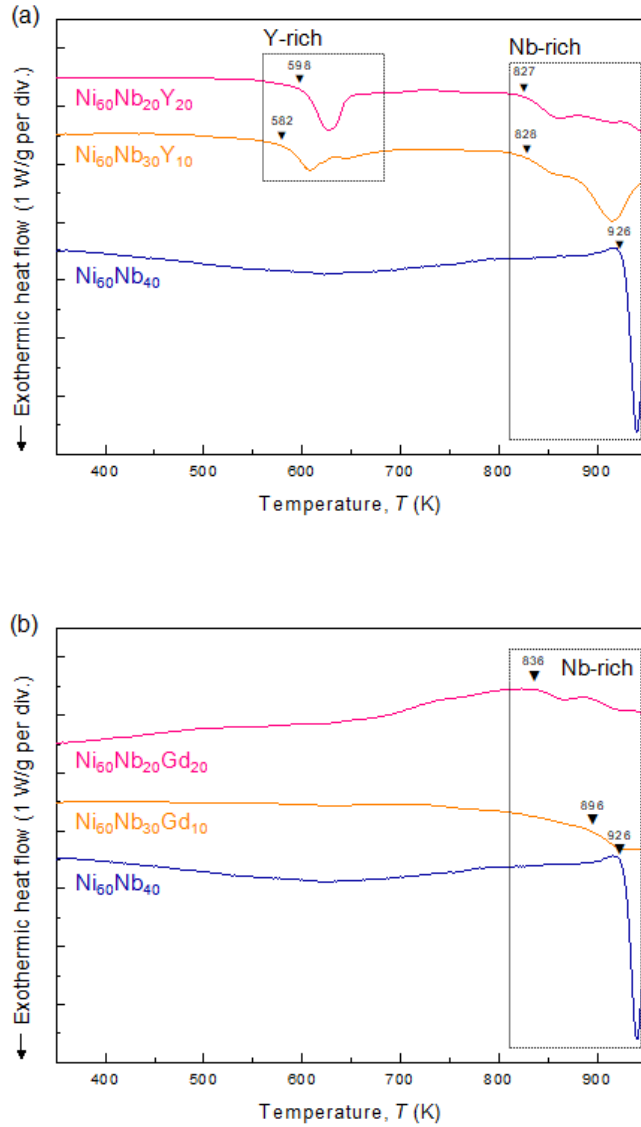 (a)
Y-rich
Nb-rich
598
827
Ni60Nb20Y20
582
828
Ni60Nb30Y10
926
Ni60Nb40
Exothermic heat flow (1 W/g per div.)
400 500 600 700 800 900
Temperature, T (K)
(b)
836
Nb-rich
Ni60Nb20Gd20
896
Ni60Nb30Gd10
926
Ni60Nb40
Exothermic heat flow (1 W/g per div.)
400 500 600 700 800 900
Temperature, T (K)